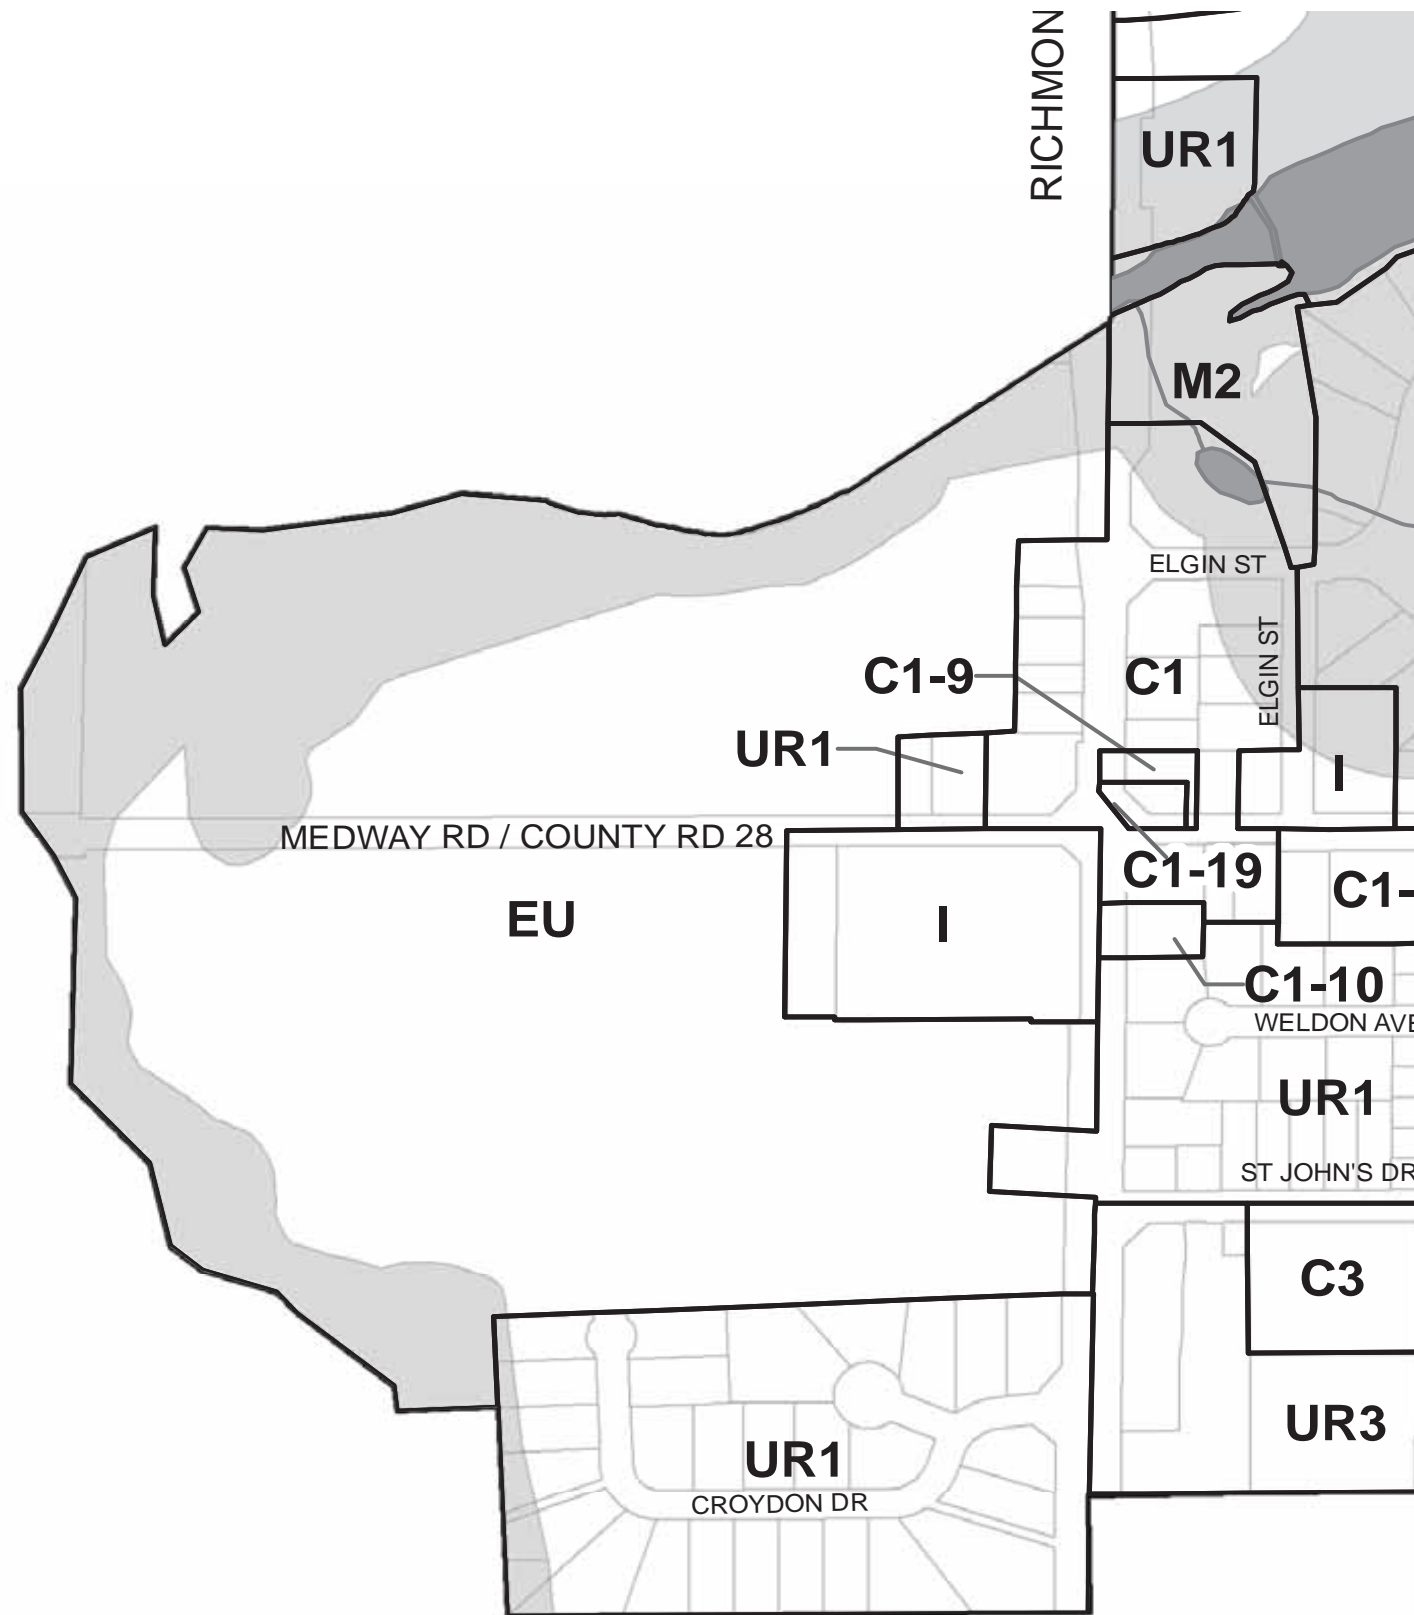 RICHMON
UR1
M2
ELGIN ST
ELGIN ST
C1-9
C1
UR1
I
MEDWAY RD / COUNTY RD 28
C1-19
C1-
EU
I
C1-10
WELDON AVE
UR1
ST JOHN'S DR
C3
UR3
UR1
CROYDON DR